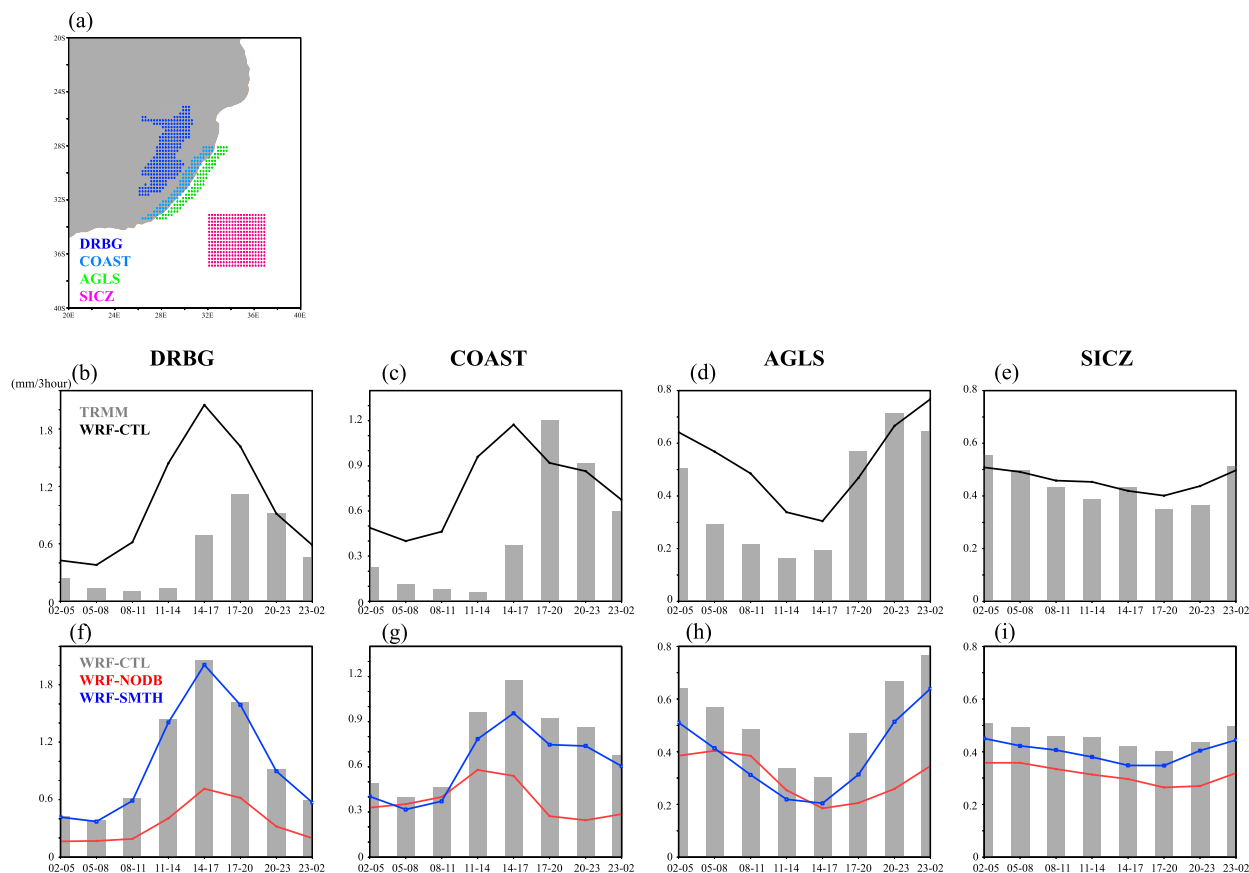 (a)
20S
24S
28S
32S
36S
40S
DRBG
COAST
AGLS
SICZ
20E 24E 28E 32E 36E 40E
DRBG COAST AGLS SICZ
(b) (c) (d) (e)
(mm/3hour)
TRMM
WRF-CTL
1.8
1.2
0.6
0
02-05 05-08 08-11 11-14 14-17 17-20 20-23 23-02
1.2
0.9
0.6
0.3
0
02-05 05-08 08-11 11-14 14-17 17-20 20-23 23-02
0.8
0.6
0.4
0.2
0
02-05 05-08 08-11 11-14 14-17 17-20 20-23 23-02
0.8
0.6
0.4
0.2
0
02-05 05-08 08-11 11-14 14-17 17-20 20-23 23-02
(f) (g) (h) (i)
WRF-CTL
WRF-NODB
WRF-SMTH
1.8
1.2
0.6
0
02-05 05-08 08-11 11-14 14-17 17-20 20-23 23-02
1.2
0.9
0.6
0.3
0
02-05 05-08 08-11 11-14 14-17 17-20 20-23 23-02
0.8
0.6
0.4
0.2
0
02-05 05-08 08-11 11-14 14-17 17-20 20-23 23-02
0.8
0.6
0.4
0.2
0
02-05 05-08 08-11 11-14 14-17 17-20 20-23 23-02